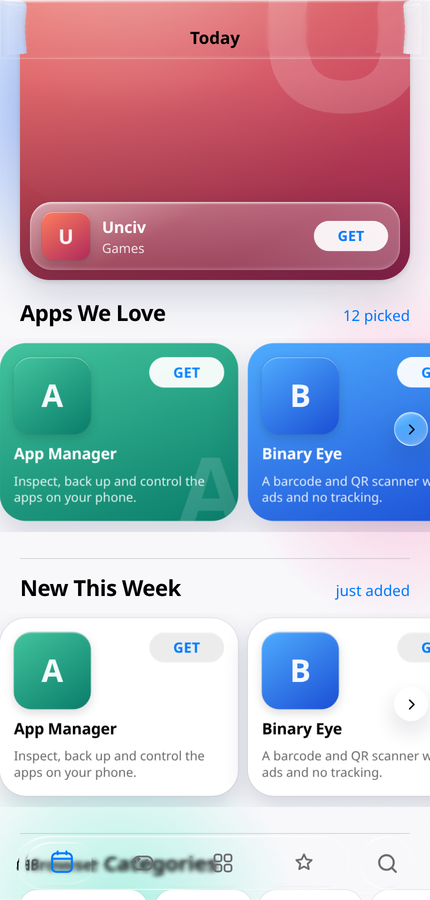 Today
U
U
Unciv
Games
GET
Apps We Love
12 picked
A
GET
App Manager
Inspect, back up and control the
apps on your phone.
A
B
G
Binary Eye
A barcode and QR scanner w
ads and no tracking.
New This Week
just added
A
GET
App Manager
Inspect, back up and control the
apps on your phone.
B
G
Binary Eye
A barcode and QR scanner w
ads and no tracking.
Categories